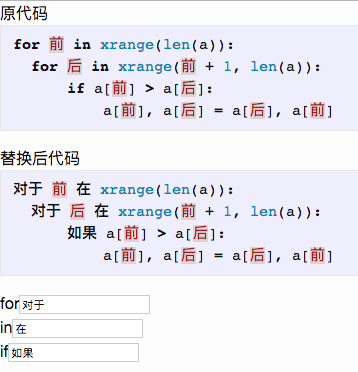 原代码
for 前 in xrange(len(a)):
for 后 in xrange(前 + 1, len(a)):
if a[前] > a[后]:
a[前], a[后] = a[后], a[前]
替换后代码
对于 前 在 xrange(len(a)):
对于 后 在 xrange(前 + 1, len(a)):
如果 a[前] > a[后]:
a[前], a[后] = a[后], a[前]
for 对于
in 在
if 如果